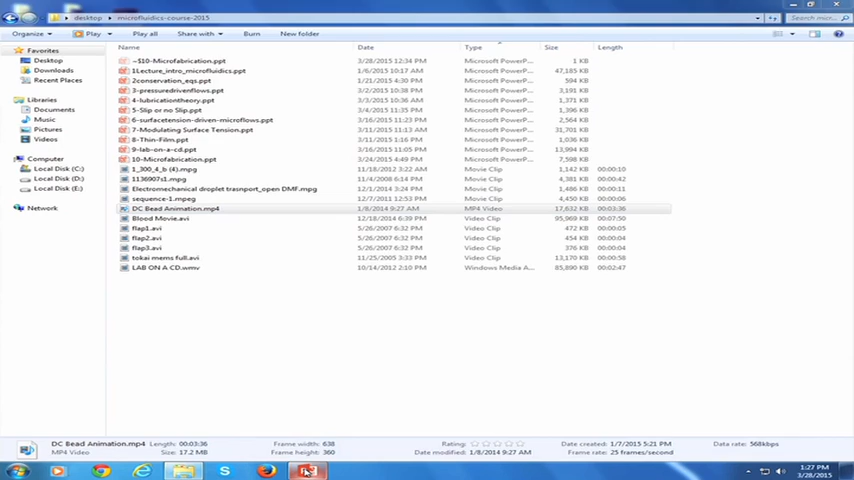 desktop ▸ microfluidics-course-2015
Search micr...
Organize ▾ Play ▾ Play all Share with ▾ Burn New folder
Favorites
Desktop
Downloads
Recent Places
Libraries
Documents
Music
Pictures
Videos
Computer
Local Disk (C:)
Local Disk (D:)
Local Disk (E:)
Network
Name Date Type Size Length
~$10-Microfabrication.ppt 3/28/2015 12:34 PM Microsoft PowerP... 1 KB
1Lecture_intro_microfluidics.ppt 1/6/2015 10:17 AM Microsoft PowerP... 47,185 KB
2conservation_eqs.ppt 1/21/2015 4:30 PM Microsoft PowerP... 594 KB
3-pressuredrivenflows.ppt 3/2/2015 10:38 PM Microsoft PowerP... 3,191 KB
4-lubricationtheory.ppt 3/3/2015 10:36 AM Microsoft PowerP... 1,371 KB
5-Slip or no Slip.ppt 3/4/2015 11:35 PM Microsoft PowerP... 1,396 KB
6-surfacetension-driven-microflows.ppt 3/16/2015 11:23 PM Microsoft PowerP... 2,564 KB
7-Modulating Surface Tension.ppt 3/11/2015 11:13 AM Microsoft PowerP... 31,701 KB
8-Thin-Film.ppt 3/11/2015 1:16 PM Microsoft PowerP... 1,036 KB
9-lab-on-a-cd.ppt 3/16/2015 11:05 PM Microsoft PowerP... 13,994 KB
10-Microfabrication.ppt 3/24/2015 4:49 PM Microsoft PowerP... 7,598 KB
1_300_4_b (4).mpg 11/18/2012 3:22 AM Movie Clip 1,142 KB 00:00:10
1136907s1.mpg 11/4/2008 2:14 PM Movie Clip 4,381 KB 00:00:42
Electromechanical droplet trasnport_open DMF.mpg 12/1/2014 3:24 PM Movie Clip 1,486 KB 00:00:11
sequence-1.mpeg 12/7/2011 12:53 PM Movie Clip 4,450 KB 00:00:06
DC Bead Animation.mp4 1/8/2014 9:27 AM MP4 Video 17,632 KB 00:03:36
Blood Movie.avi 12/18/2014 6:39 PM Video Clip 95,969 KB 00:07:50
flap1.avi 5/26/2007 6:32 PM Video Clip 472 KB 00:00:05
flap2.avi 5/26/2007 6:32 PM Video Clip 454 KB 00:00:04
flap3.avi 5/26/2007 6:32 PM Video Clip 376 KB 00:00:04
tokai mems full.avi 11/25/2005 3:33 PM Video Clip 13,170 KB 00:00:58
LAB ON A CD.wmv 10/14/2012 2:10 PM Windows Media A... 85,890 KB 00:02:47
DC Bead Animation.mp4 Length: 00:03:36 Frame width: 638 Rating: Date created: 1/7/2015 5:21 PM Data rate: 568kbps
MP4 Video Size: 17.2 MB Frame height: 360 Date modified: 1/8/2014 9:27 AM Frame rate: 25 frames/second
1:27 PM
3/28/2015